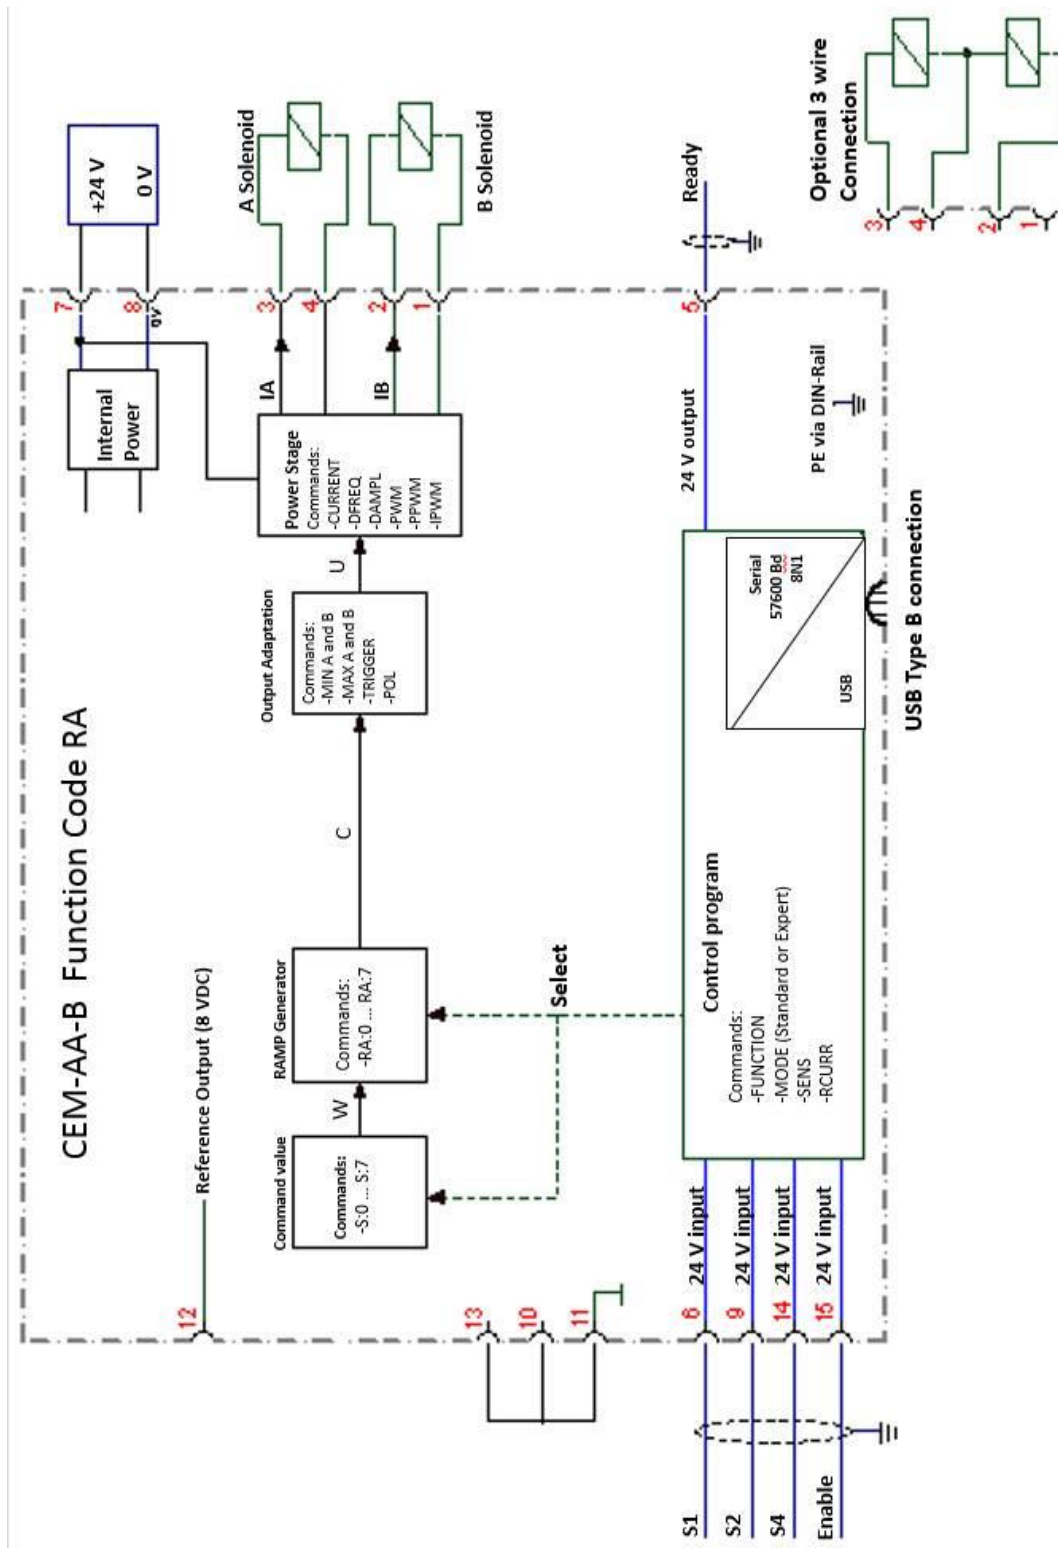 CEM-AA-B Function Code RA
12
Reference Output (8 VDC)
Internal
Power
7
8
0V
+24 V
0 V
Command value
Commands:
-S:0 ... S:7
W
RAMP Generator
Commands:
-RA:0 ... RA:7
C
Output Adaptation
Commands:
-MIN A and B
-MAX A and B
-TRIGGER
-POL
U
Power Stage
Commands:
-CURRENT
-DFREQ
-DAMPL
-PWM
-PPWM
-IPWM
IA
IB
3
4
2
1
A Solenoid
B Solenoid
13
10
11
Select
S1
S2
S4
Enable
6
9
14
15
24 V input
24 V input
24 V input
24 V input
Control program
Commands:
-FUNCTION
-MODE (Standard or Expert)
-SENS
-RCURR
Serial
57600 Bd
8N1
USB
24 V output
5
Ready
PE via DIN-Rail
USB Type B connection
Optional 3 wire
Connection
3
4
2
1